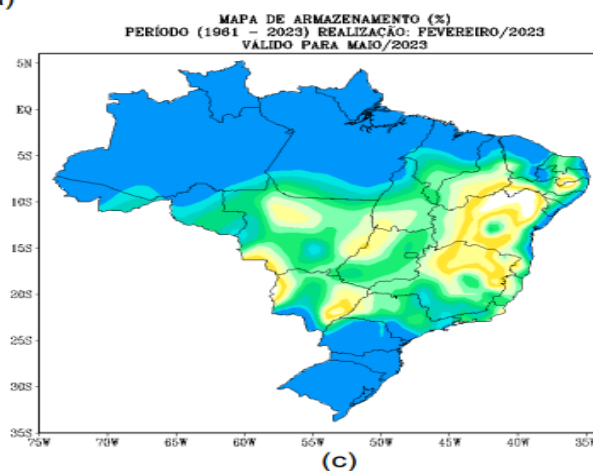 MAPA DE ARMAZENAMENTO (%)
PERÍODO (1961 – 2023) REALIZAÇÃO: FEVEREIRO/2023
VÁLIDO PARA MAIO/2023
5N
EQ
5S
10S
15S
20S
25S
30S
35S
75W 70W 65W 60W 55W 50W 45W 40W 35W
(c)